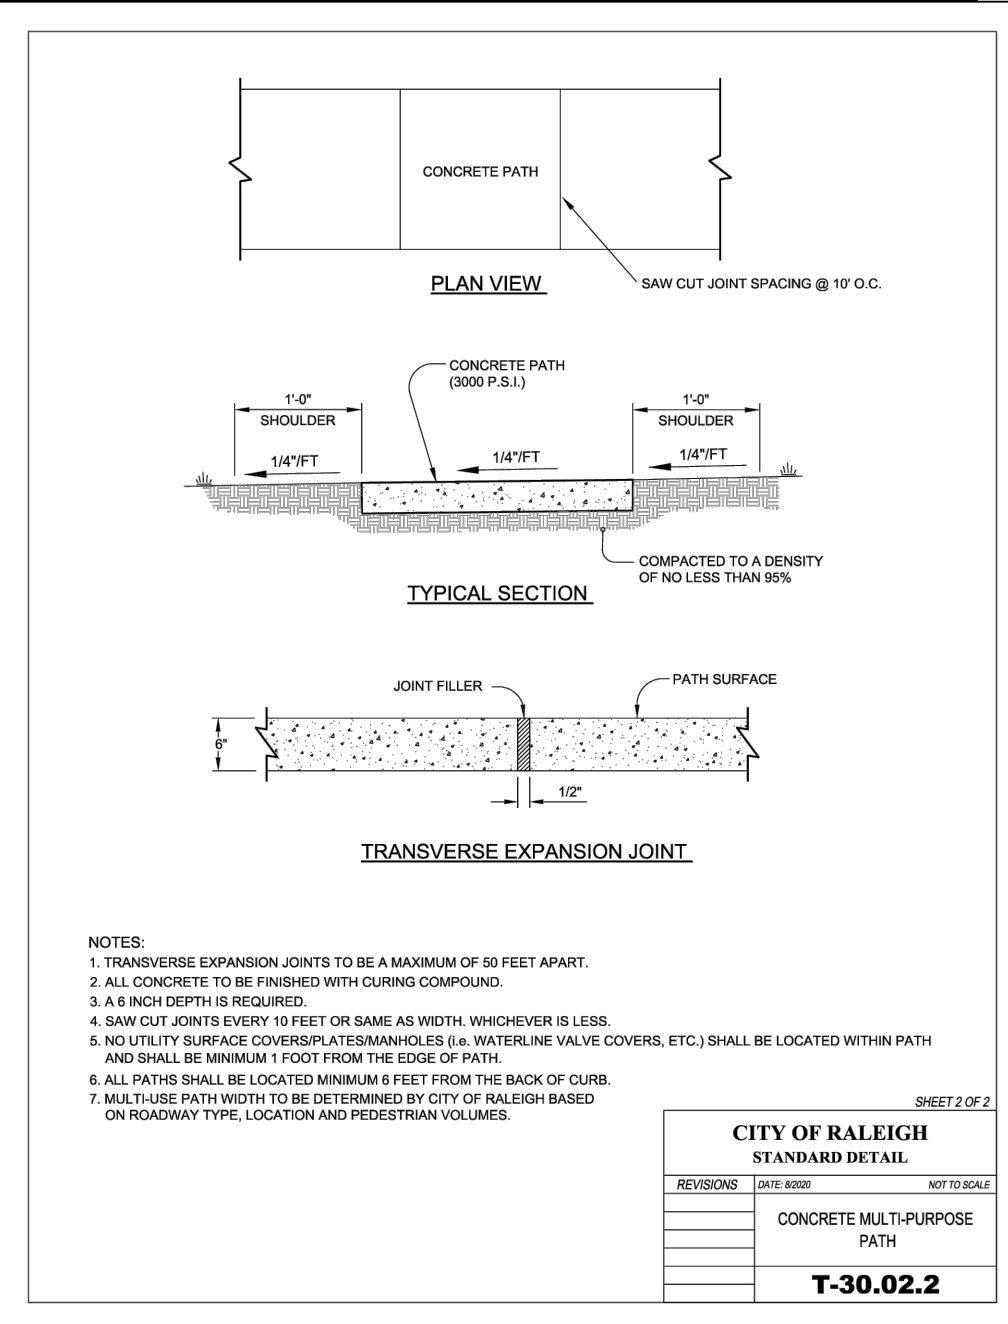 CONCRETE PATH
PLAN VIEW
SAW CUT JOINT SPACING @ 10' O.C.
CONCRETE PATH
(3000 P.S.I.)
1'-0"
SHOULDER
1'-0"
SHOULDER
1/4"/FT
1/4"/FT
1/4"/FT
COMPACTED TO A DENSITY
OF NO LESS THAN 95%
TYPICAL SECTION
JOINT FILLER
PATH SURFACE
6"
1/2"
TRANSVERSE EXPANSION JOINT
NOTES:
1. TRANSVERSE EXPANSION JOINTS TO BE A MAXIMUM OF 50 FEET APART.
2. ALL CONCRETE TO BE FINISHED WITH CURING COMPOUND.
3. A 6 INCH DEPTH IS REQUIRED.
4. SAW CUT JOINTS EVERY 10 FEET OR SAME AS WIDTH. WHICHEVER IS LESS.
5. NO UTILITY SURFACE COVERS/PLATES/MANHOLES (i.e. WATERLINE VALVE COVERS, ETC.) SHALL BE LOCATED WITHIN PATH
AND SHALL BE MINIMUM 1 FOOT FROM THE EDGE OF PATH.
6. ALL PATHS SHALL BE LOCATED MINIMUM 6 FEET FROM THE BACK OF CURB.
7. MULTI-USE PATH WIDTH TO BE DETERMINED BY CITY OF RALEIGH BASED
ON ROADWAY TYPE, LOCATION AND PEDESTRIAN VOLUMES.
SHEET 2 OF 2
CITY OF RALEIGH
STANDARD DETAIL
REVISIONS
DATE: 8/2020
NOT TO SCALE
CONCRETE MULTI-PURPOSE
PATH
T-30.02.2